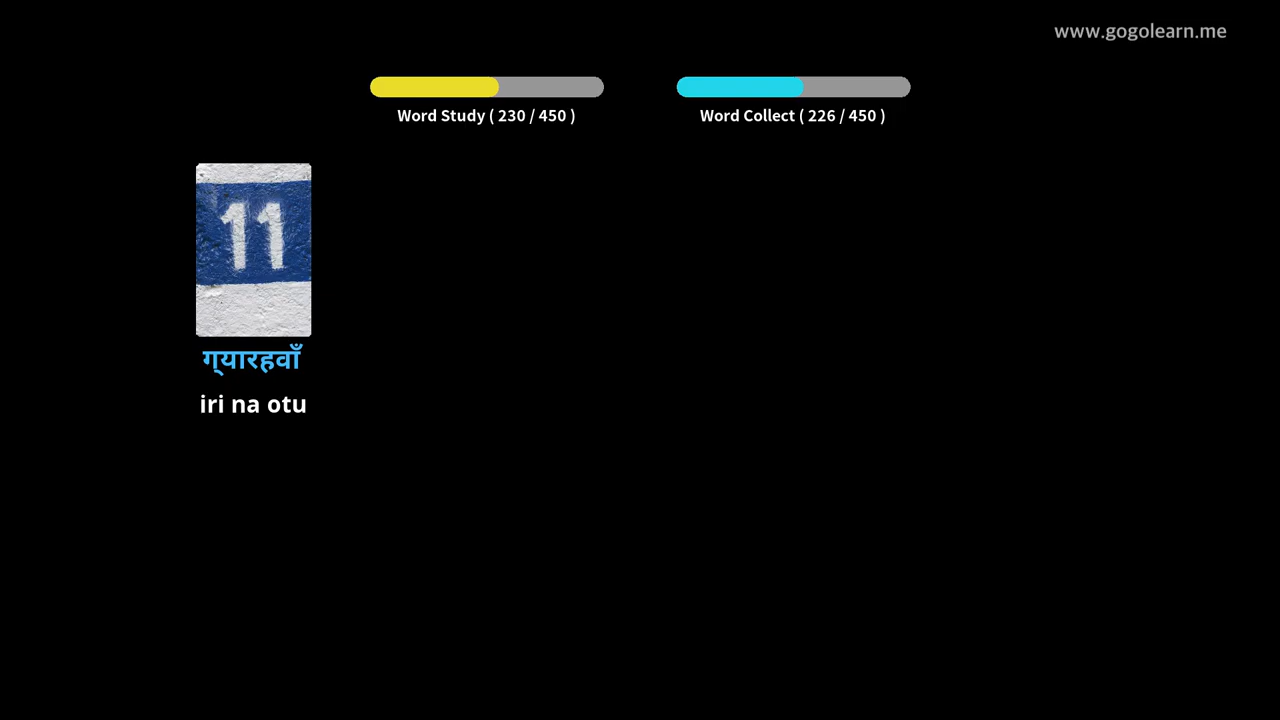 www.gogolearn.me
Word Study ( 230 / 450 )
Word Collect ( 226 / 450 )
11
ग्यारहवाँ
iri na otu